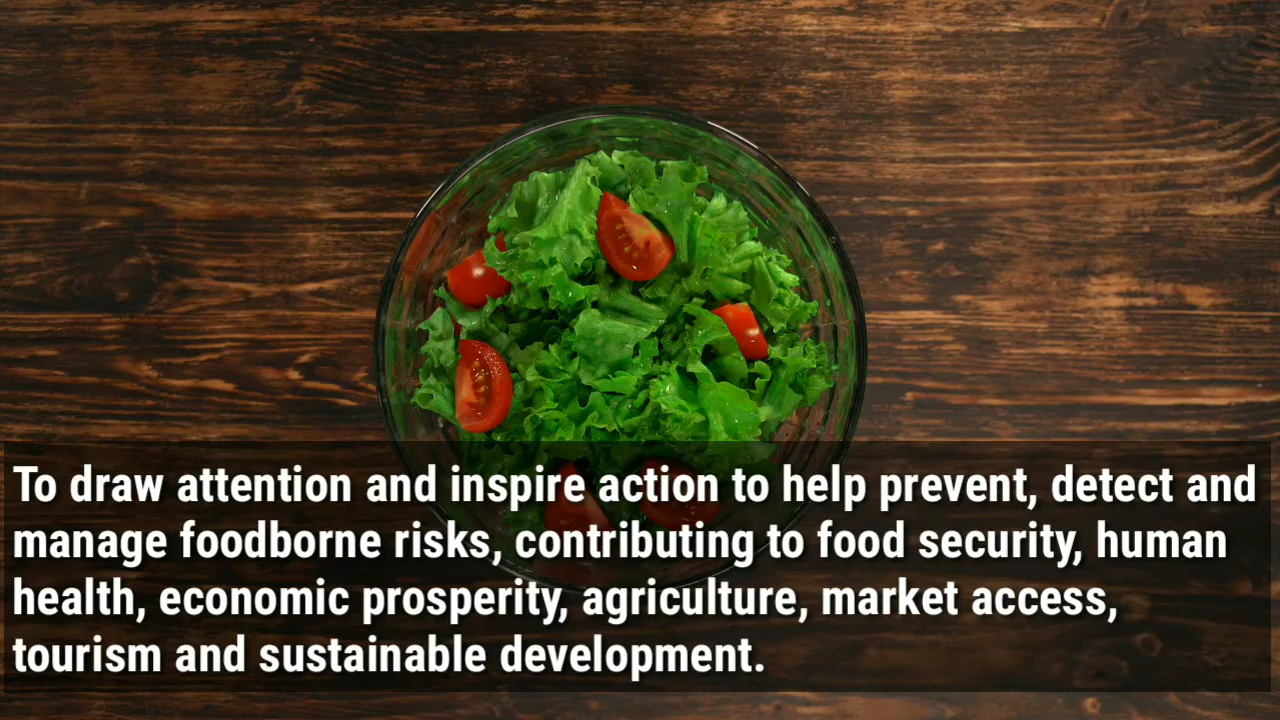 To draw attention and inspire action to help prevent, detect and
manage foodborne risks, contributing to food security, human
health, economic prosperity, agriculture, market access,
tourism and sustainable development.